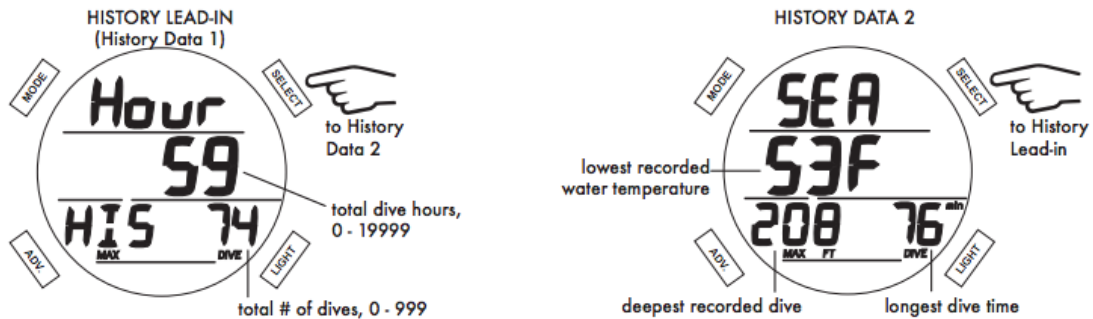 HISTORY LEAD-IN
(History Data 1)
MODE
SELECT
Hour
to History
Data 2
59
total dive hours,
0 - 19999
HIS 74
MAX DIVE
ADV.
LIGHT
total # of dives, 0 - 999
HISTORY DATA 2
MODE
SELECT
SEA
to History
Lead-in
lowest recorded
water temperature
53F
208 76 min
MAX FT DIVE
ADV.
LIGHT
deepest recorded dive
longest dive time